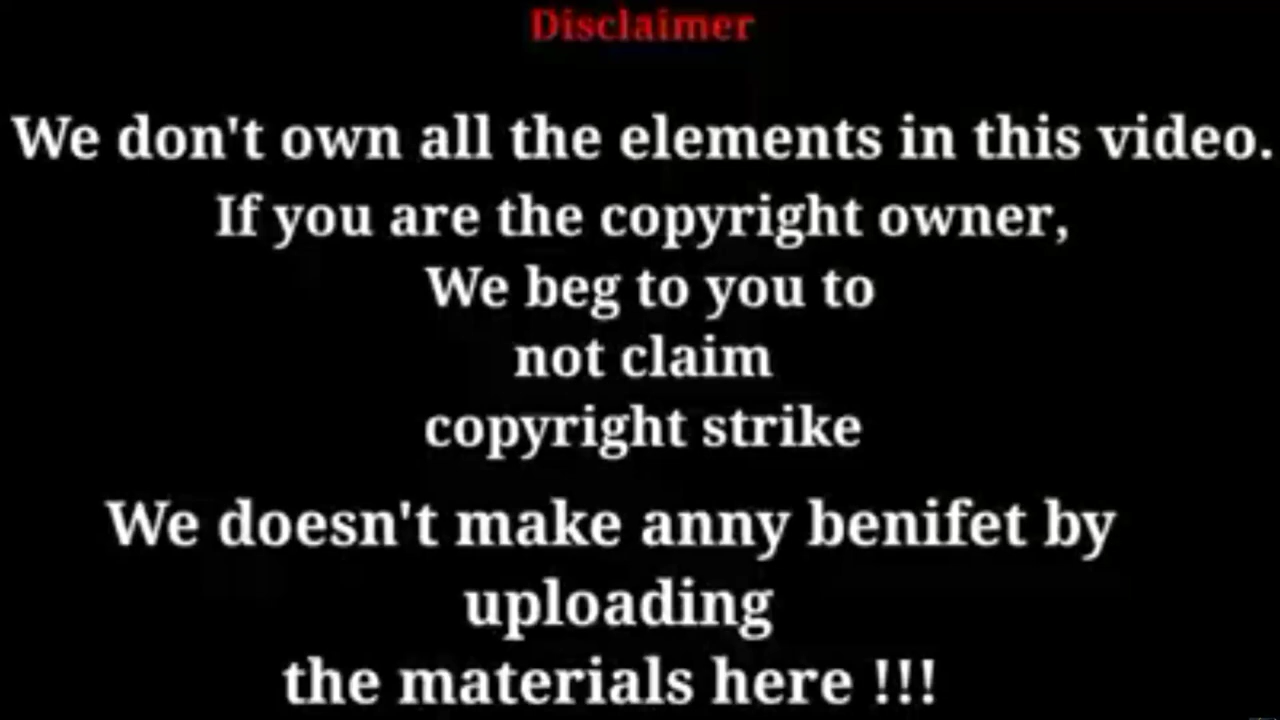 Disclaimer
We don't own all the elements in this video.
If you are the copyright owner,
We beg to you to
not claim
copyright strike
We doesn't make anny benifet by
uploading
the materials here !!!